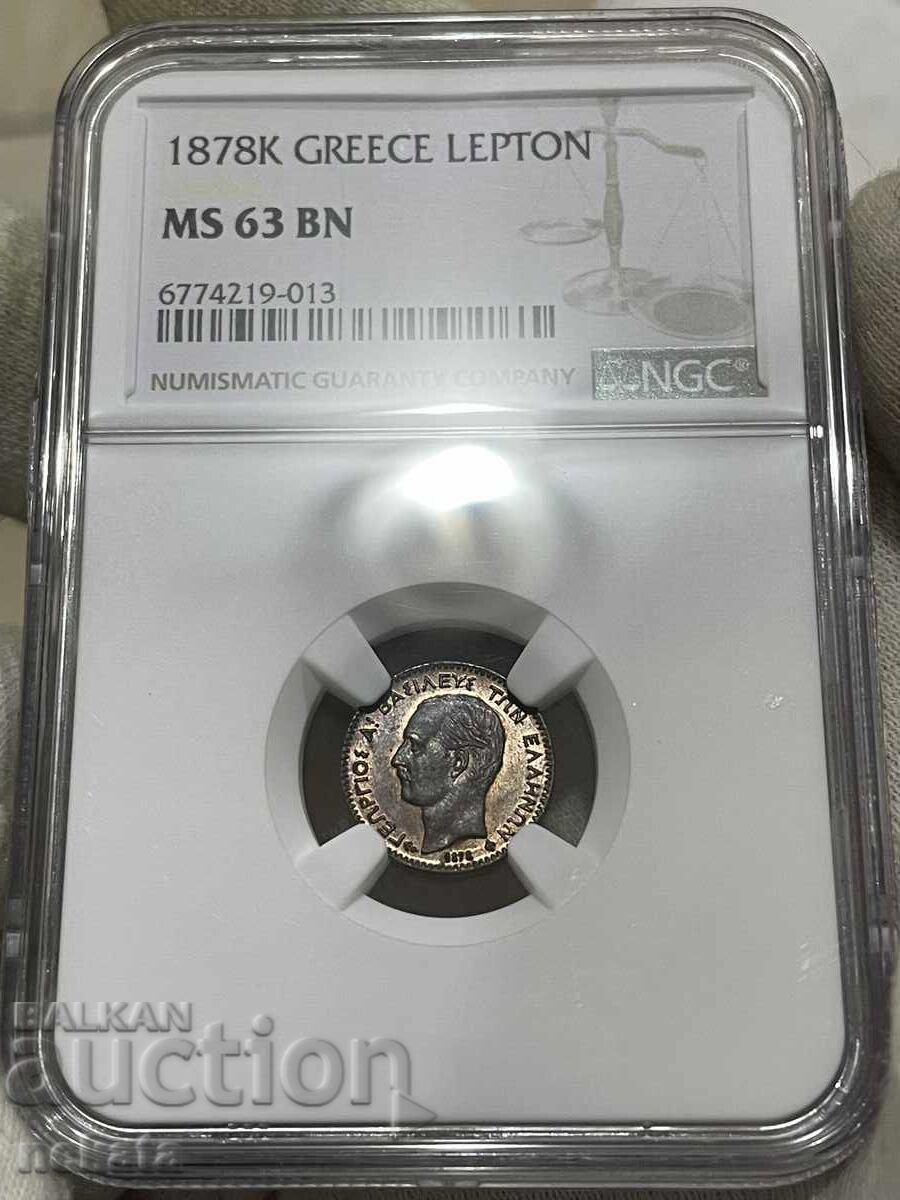 1878K GREECE LEPTON
MS 63 BN
6774219-013
NUMISMATIC GUARANTY COMPANY
NGC®
ΓΕΩΡΓΙΟΣ Α! ΒΑΣΙΛΕΥΣ ΤΩΝ ΕΛΛΗΝΩΝ
1878
BALKAN
auction